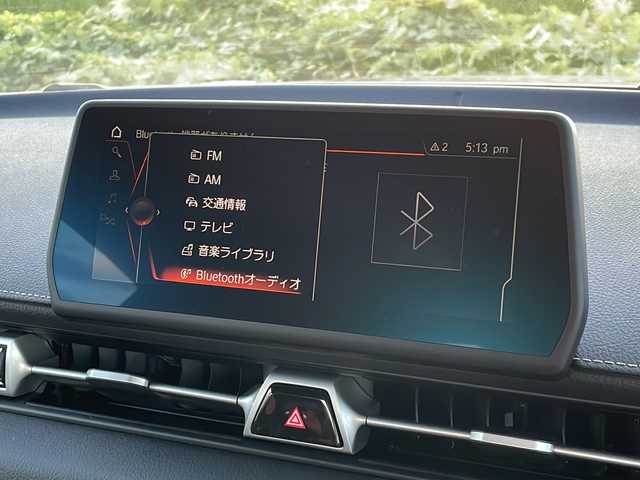 ⚠2 5:13 pm
FM
AM
交通情報
テレビ
音楽ライブラリ
Bluetoothオーディオ